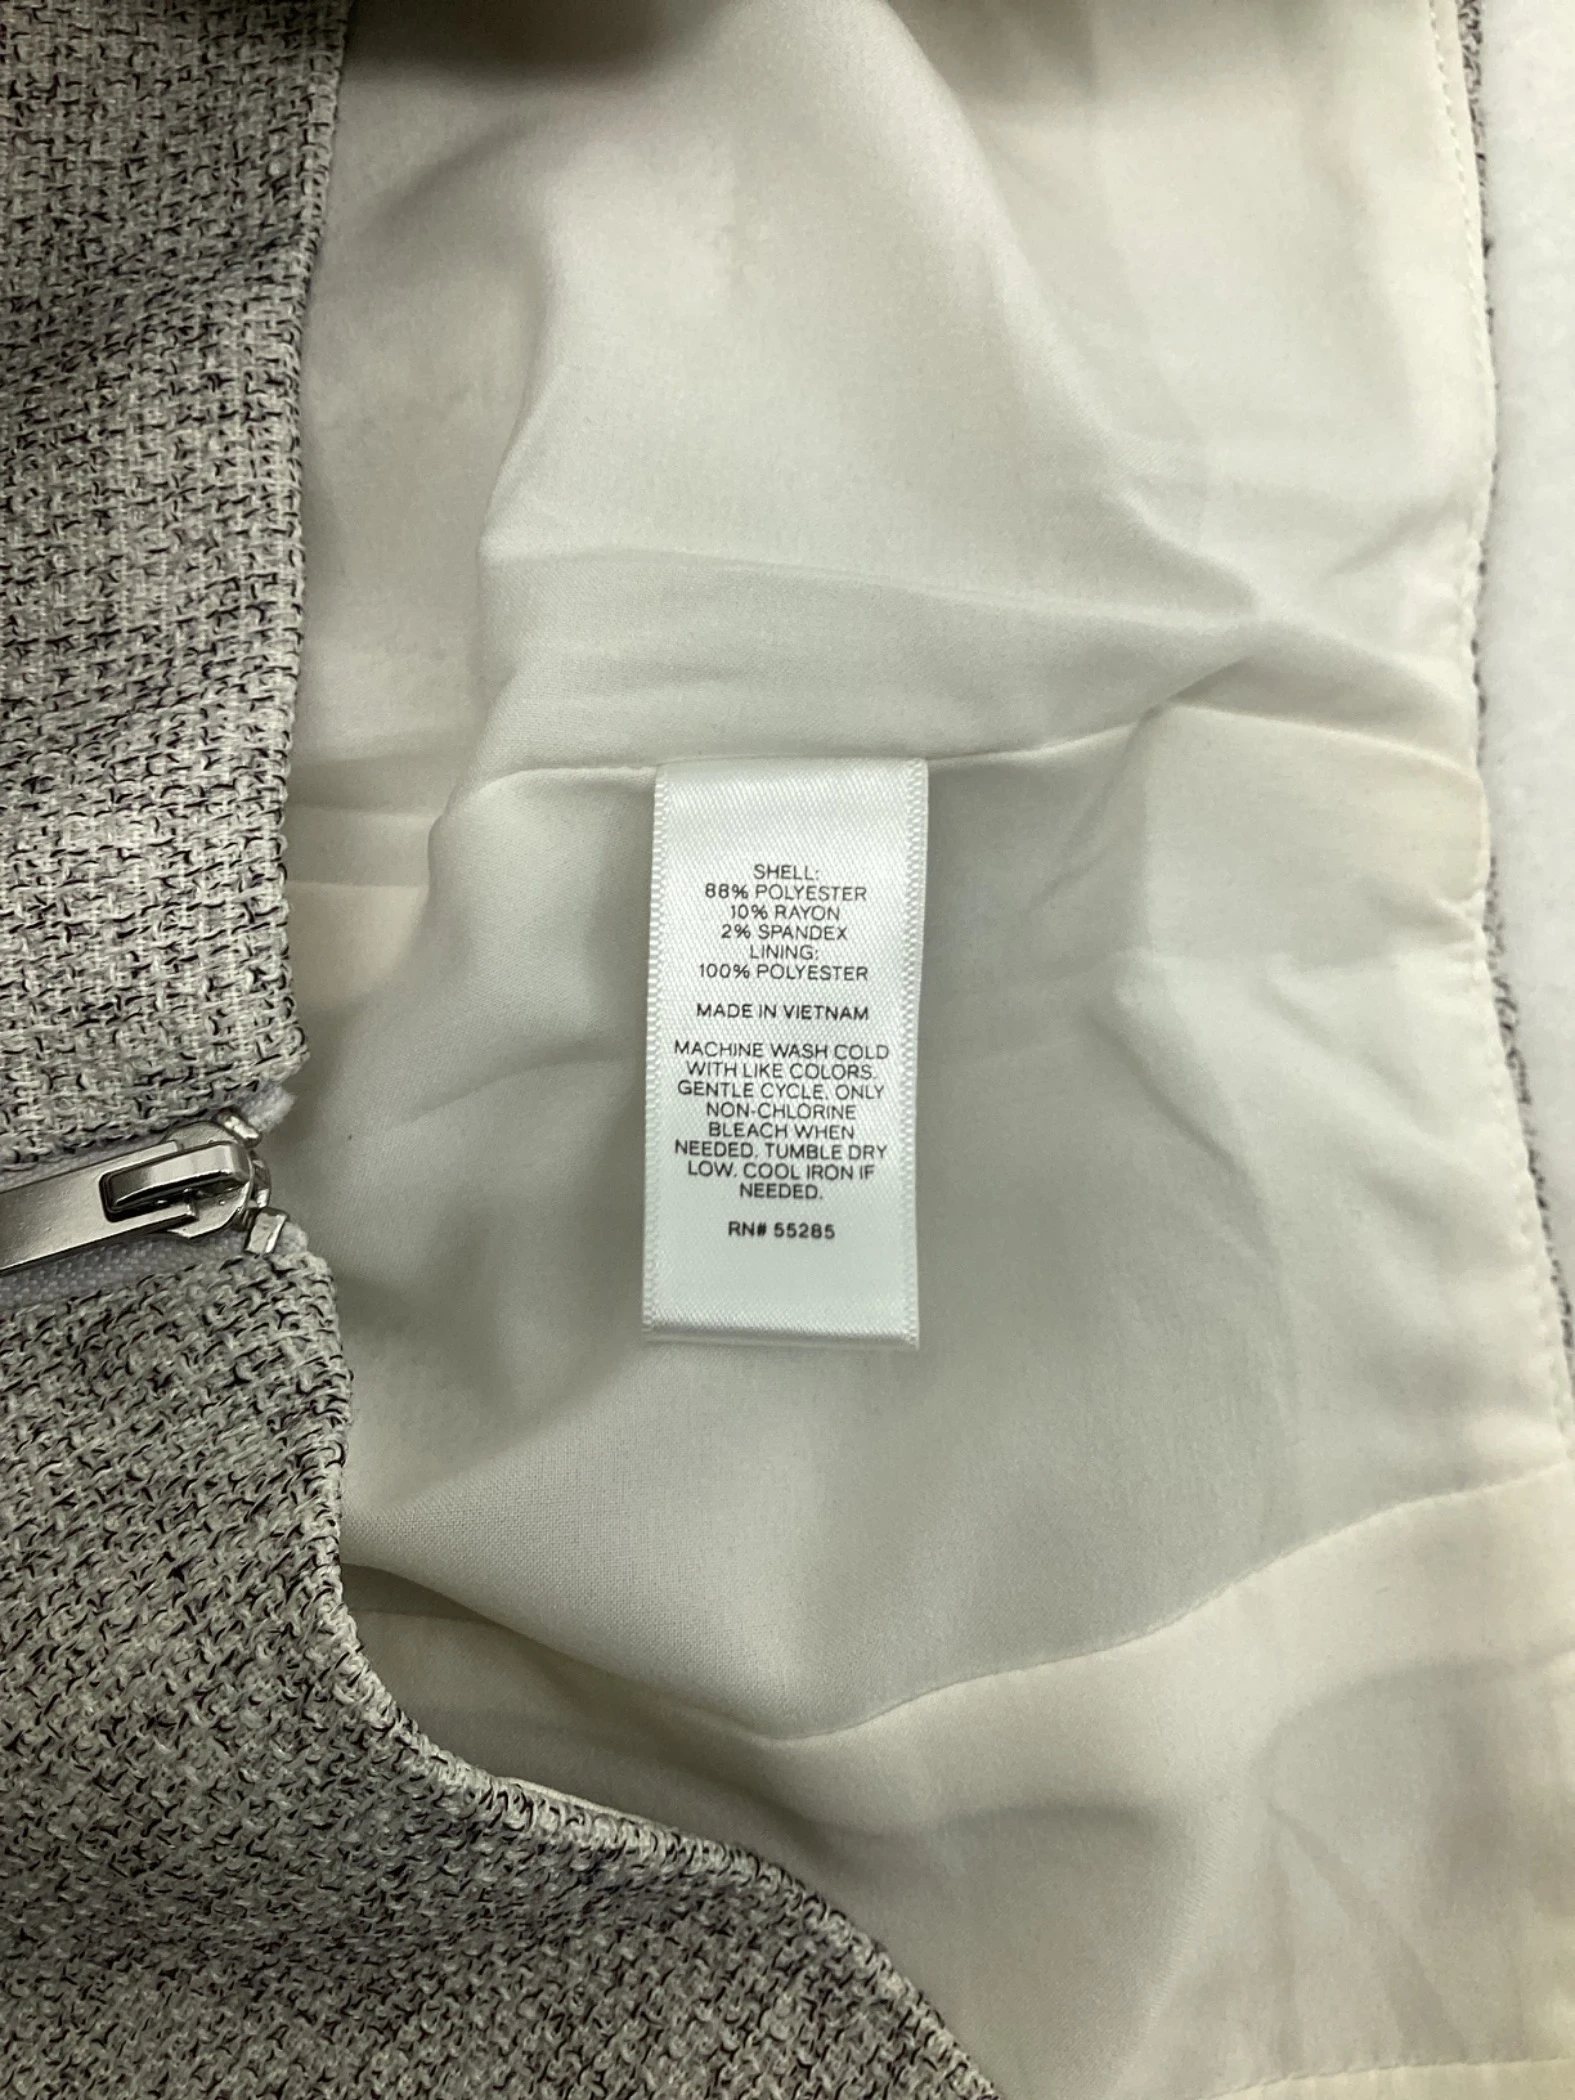 SHELL:
88% POLYESTER
10% RAYON
2% SPANDEX
LINING:
100% POLYESTER
MADE IN VIETNAM
MACHINE WASH COLD
WITH LIKE COLORS.
GENTLE CYCLE. ONLY
NON-CHLORINE
BLEACH WHEN
NEEDED. TUMBLE DRY
LOW. COOL IRON IF
NEEDED.
RN# 55285